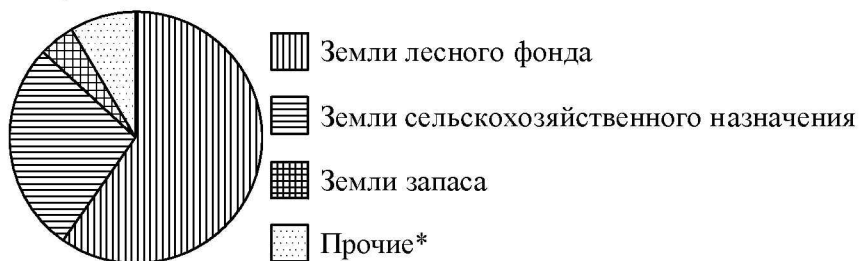 Земли лесного фонда
Земли сельскохозяйственного назначения
Земли запаса
Прочие*